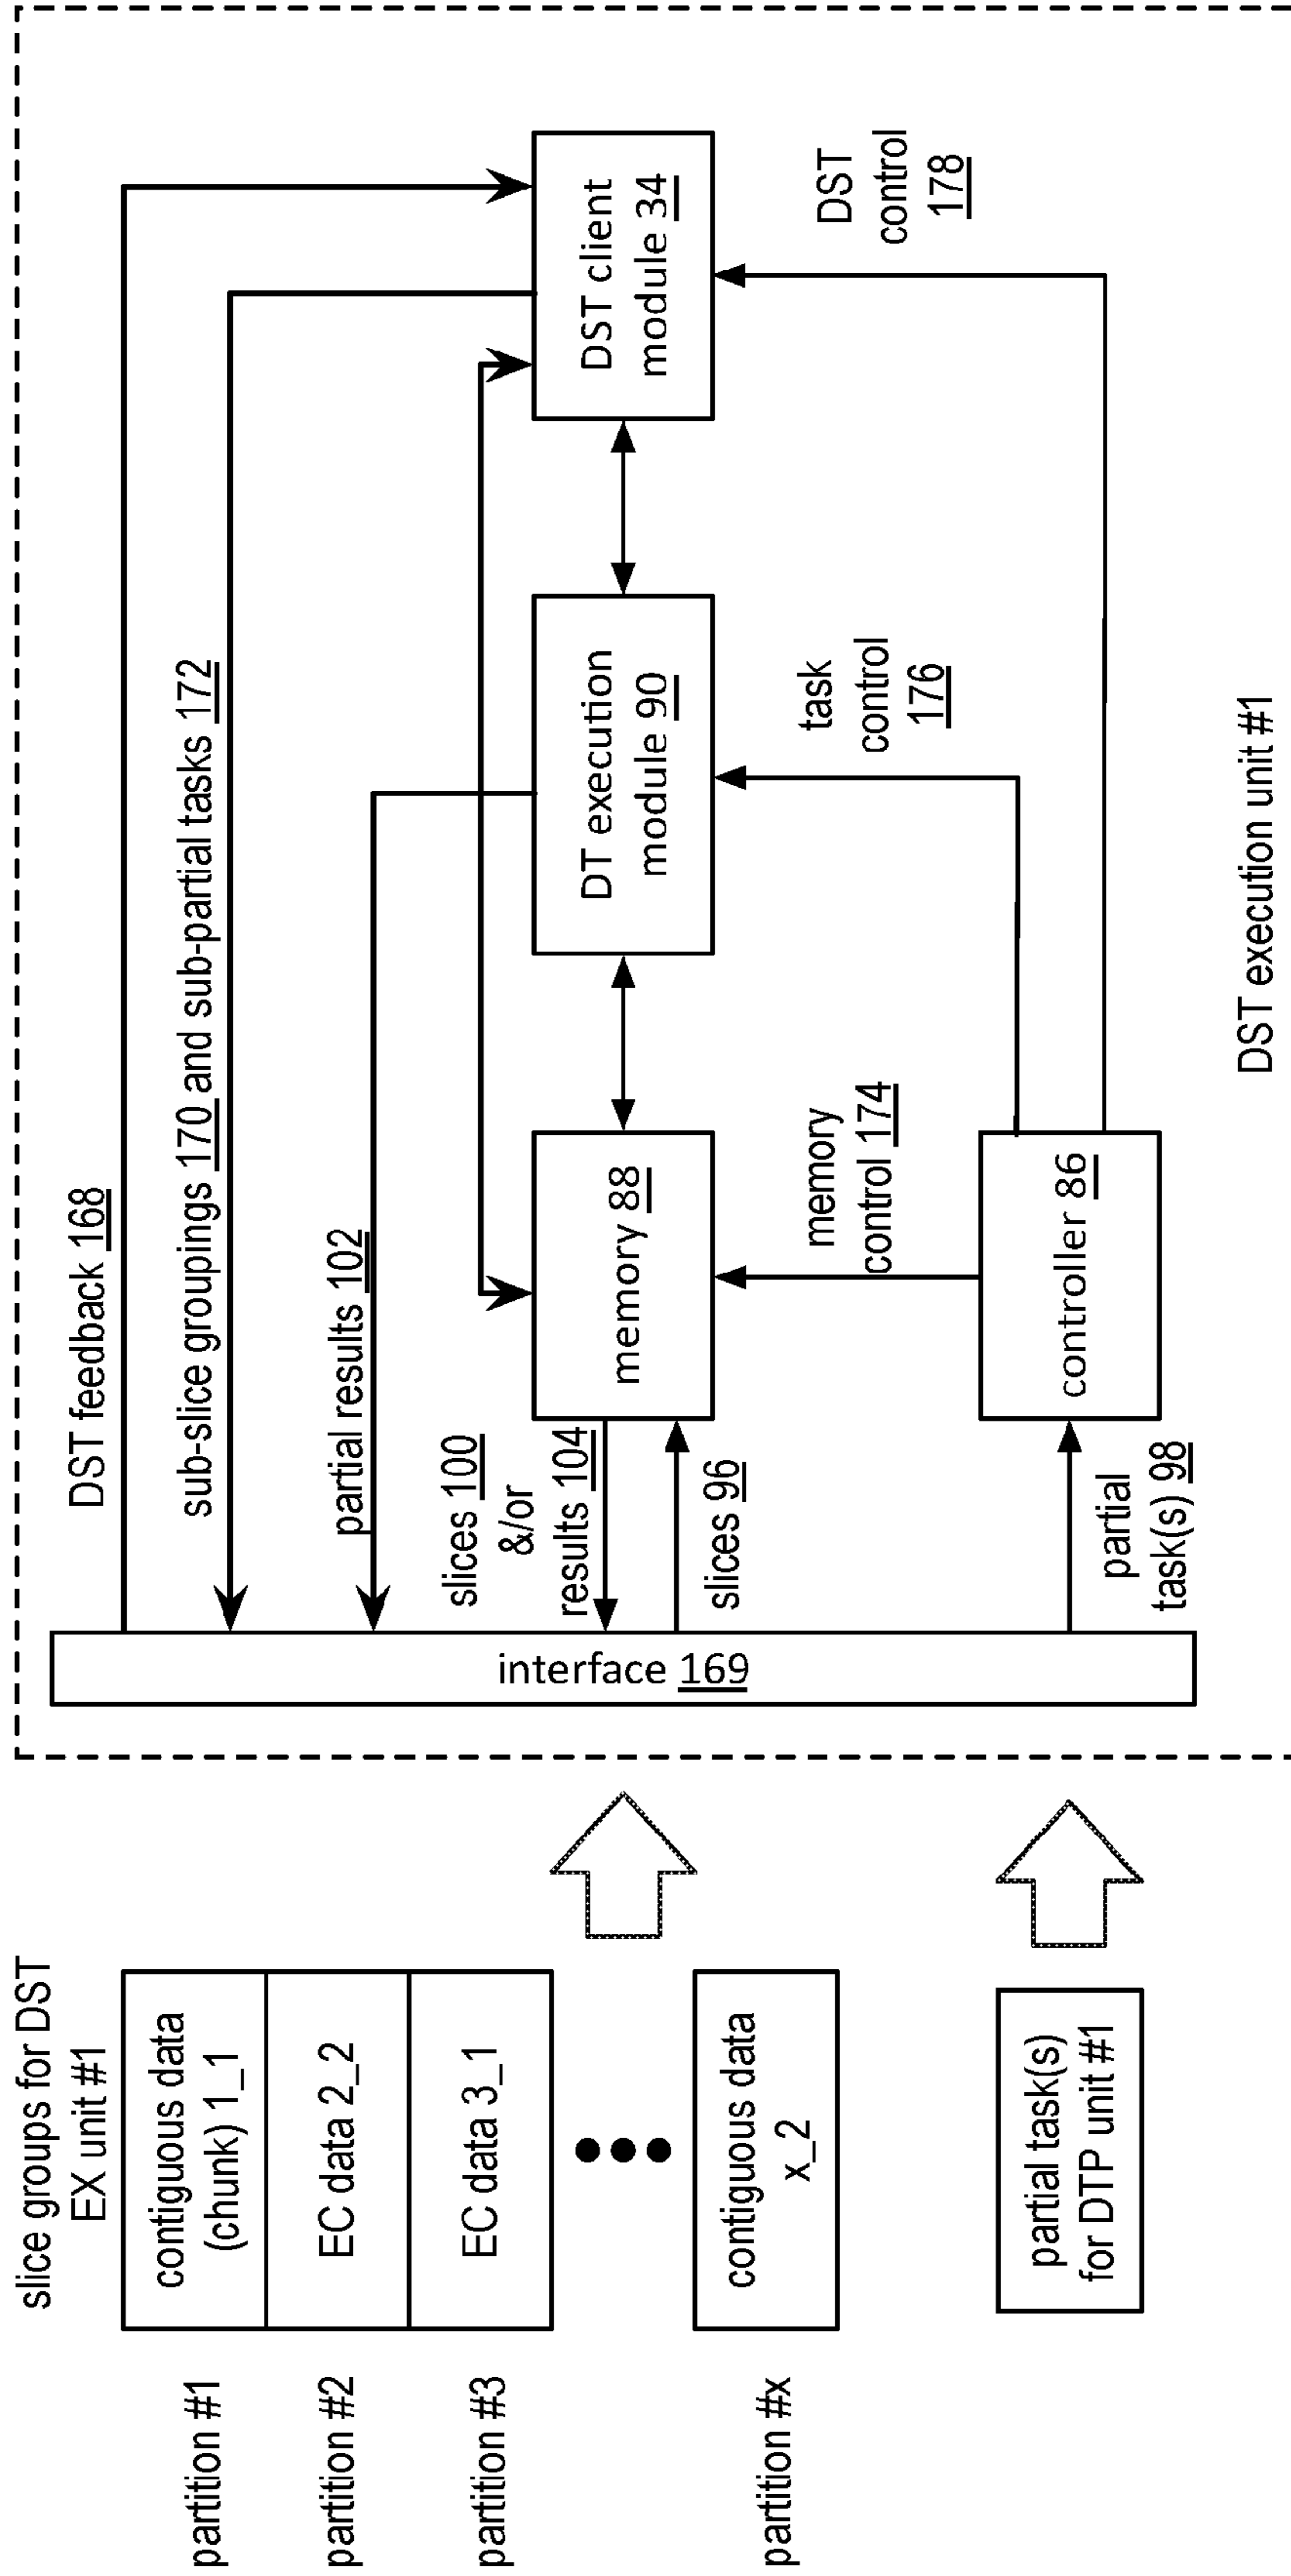 slice groups for DST
EX unit #1
partition #1
contiguous data
(chunk) 1_1
partition #2
EC data 2_2
partition #3
EC data 3_1
partition #x
contiguous data
x_2
partial task(s)
for DTP unit #1
interface 169
DST feedback 168
sub-slice groupings 170 and sub-partial tasks 172
partial results 102
slices 100
&/or
results 104
slices 96
partial
task(s) 98
memory 88
DT execution
module 90
DST client
module 34
memory
control 174
task
control
176
DST
control
178
controller 86
DST execution unit #1